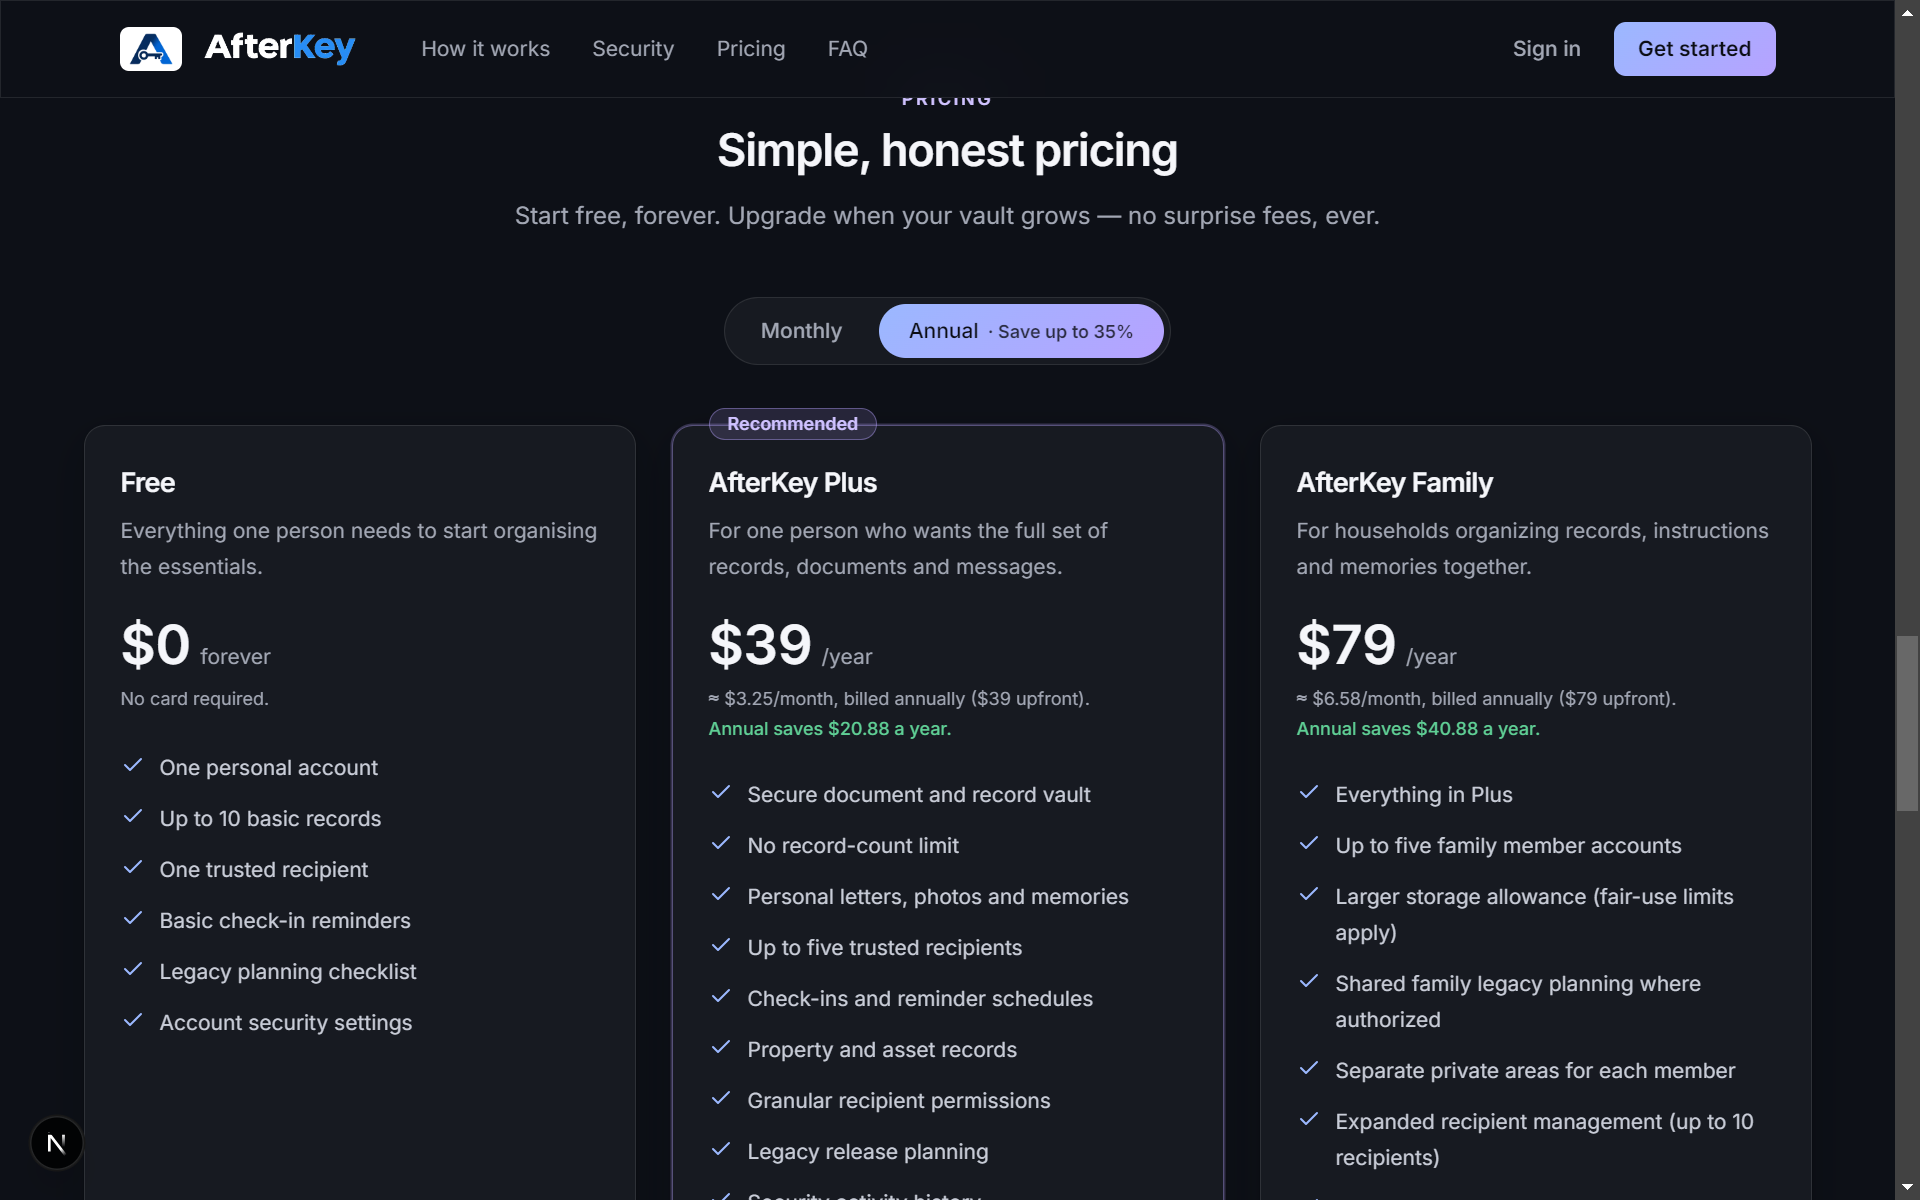 AfterKey
How it works
Security
Pricing
FAQ
Sign in
Get started
PRICING
Simple, honest pricing
Start free, forever. Upgrade when your vault grows — no surprise fees, ever.
Monthly
Annual · Save up to 35%
Free
Everything one person needs to start organising
the essentials.
$0 forever
No card required.
One personal account
Up to 10 basic records
One trusted recipient
Basic check-in reminders
Legacy planning checklist
Account security settings
Recommended
AfterKey Plus
For one person who wants the full set of
records, documents and messages.
$39 /year
≈ $3.25/month, billed annually ($39 upfront).
Annual saves $20.88 a year.
Secure document and record vault
No record-count limit
Personal letters, photos and memories
Up to five trusted recipients
Check-ins and reminder schedules
Property and asset records
Granular recipient permissions
Legacy release planning
Security activity history
AfterKey Family
For households organizing records, instructions
and memories together.
$79 /year
≈ $6.58/month, billed annually ($79 upfront).
Annual saves $40.88 a year.
Everything in Plus
Up to five family member accounts
Larger storage allowance (fair-use limits
apply)
Shared family legacy planning where
authorized
Separate private areas for each member
Expanded recipient management (up to 10
recipients)
N